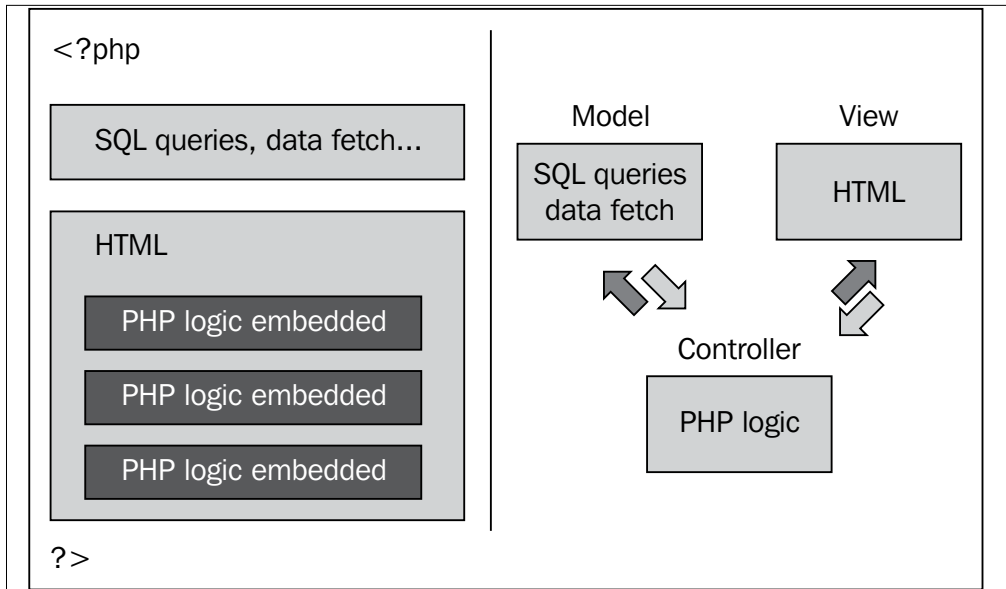 <?php
SQL queries, data fetch...
HTML
PHP logic embedded
PHP logic embedded
PHP logic embedded
?>
Model
SQL queries
data fetch
View
HTML
Controller
PHP logic